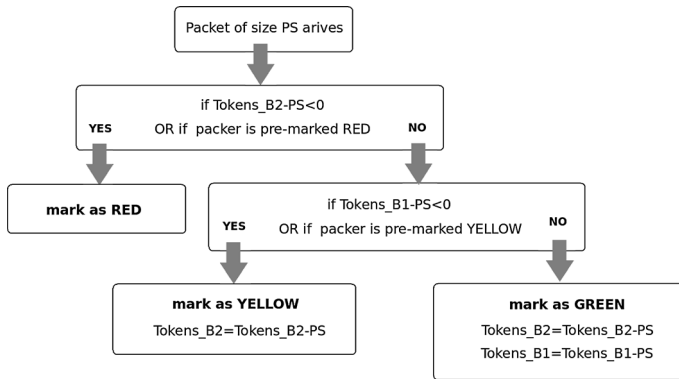 Packet of size PS arives
if Tokens_B2-PS<0
YES OR if packer is pre-marked RED NO
mark as RED
if Tokens_B1-PS<0
YES OR if packer is pre-marked YELLOW NO
mark as YELLOW
Tokens_B2=Tokens_B2-PS
mark as GREEN
Tokens_B2=Tokens_B2-PS
Tokens_B1=Tokens_B1-PS